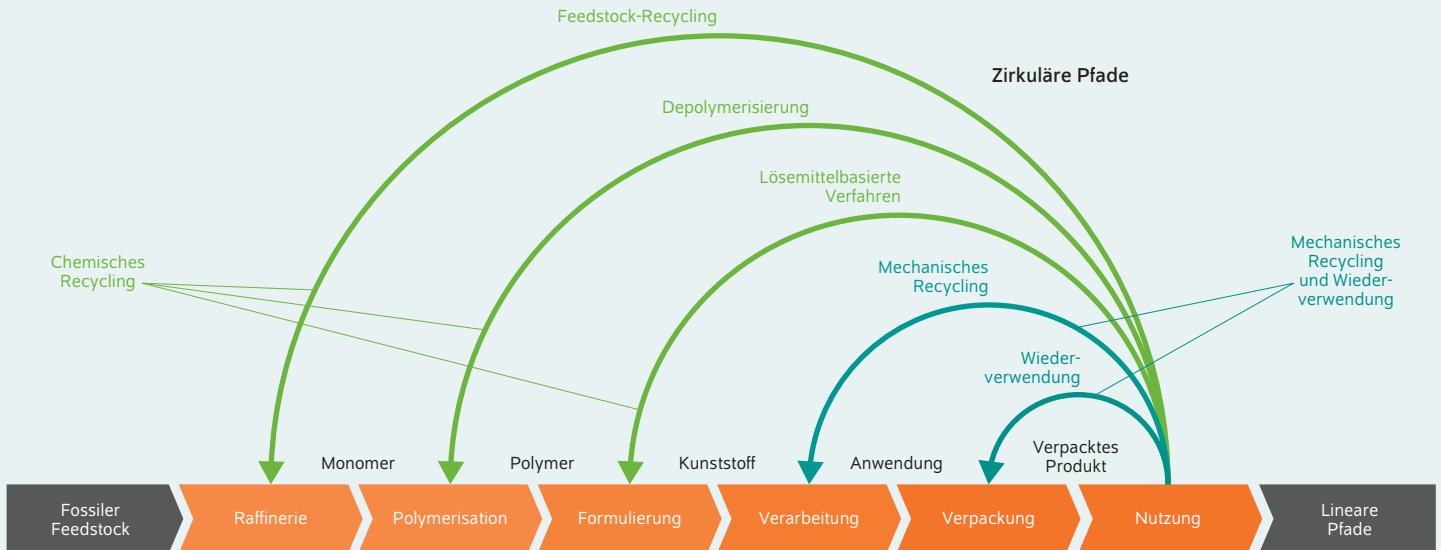 Feedstock-Recycling
Zirkuläre Pfade
Depolymerisierung
Lösemittelbasierte
Verfahren
Mechanisches
Recycling
und Wieder-
verwendung
Chemisches
Recycling
Mechanisches
Recycling
Wieder-
verwendung
Monomer
Polymer
Kunststoff
Anwendung
Verpacktes
Produkt
Fossiler
Feedstock
Raffinerie
Polymerisation
Formulierung
Verarbeitung
Verpackung
Nutzung
Lineare
Pfade